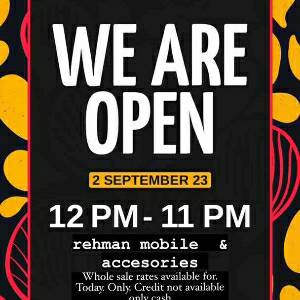 WE ARE
OPEN
2 SEPTEMBER 23
12 PM - 11 PM
rehman mobile &
accesories
Whole sale rates available for.
Today. Only. Credit not available
only cash